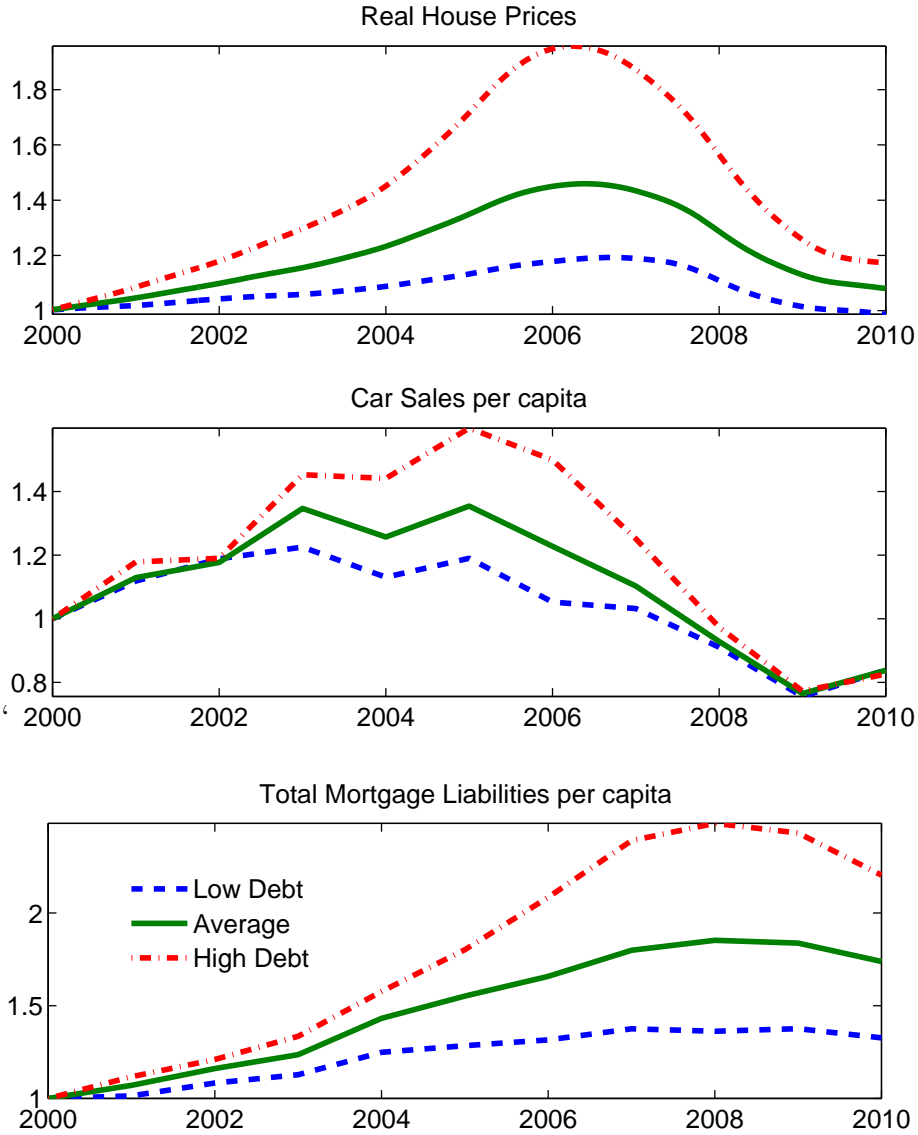 Real House Prices
1.8
1.6
1.4
1.2
1
2000 2002 2004 2006 2008 2010
Car Sales per capita
1.4
1.2
1
0.8
‘
2000 2002 2004 2006 2008 2010
Total Mortgage Liabilities per capita
Low Debt
2
Average
High Debt
1.5
1
2000 2002 2004 2006 2008 2010